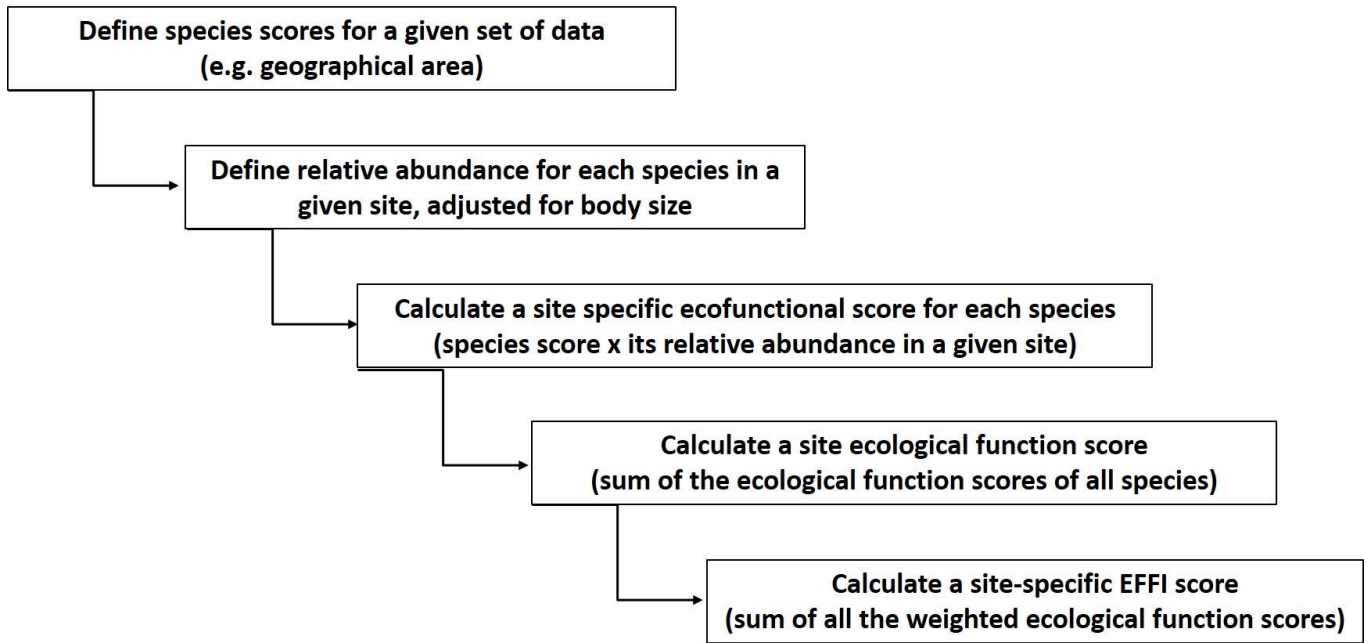 Define species scores for a given set of data
(e.g. geographical area)
Define relative abundance for each species in a
given site, adjusted for body size
Calculate a site specific ecofunctional score for each species
(species score x its relative abundance in a given site)
Calculate a site ecological function score
(sum of the ecological function scores of all species)
Calculate a site-specific EFFI score
(sum of all the weighted ecological function scores)